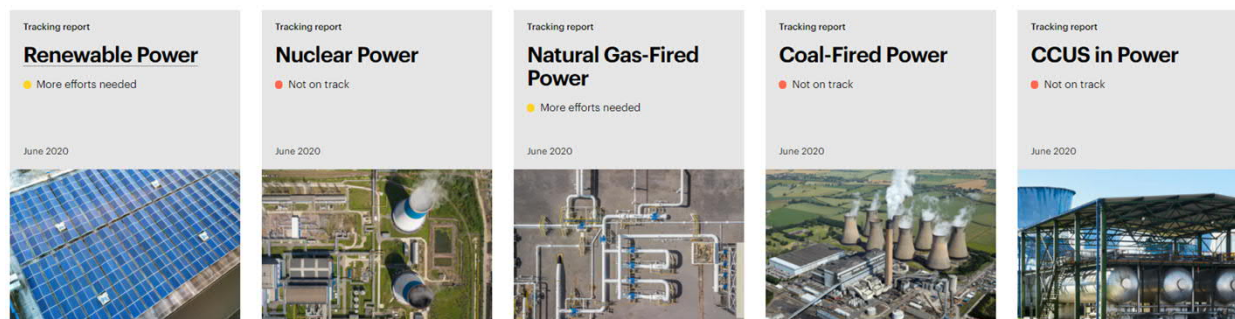 Tracking report
Renewable Power
More efforts needed
June 2020
Tracking report
Nuclear Power
Not on track
June 2020
Tracking report
Natural Gas-Fired
Power
More efforts needed
June 2020
Tracking report
Coal-Fired Power
Not on track
June 2020
Tracking report
CCUS in Power
Not on track
June 2020